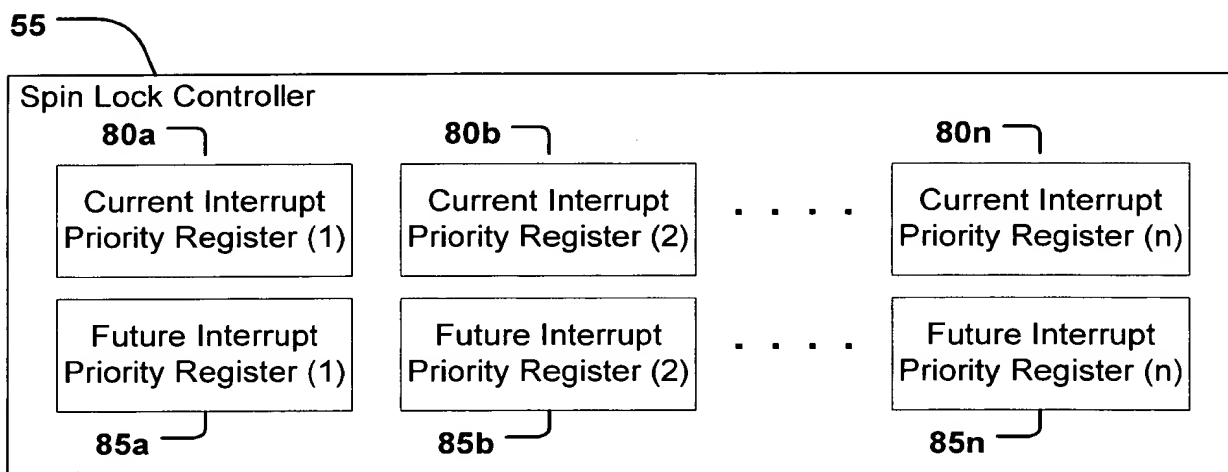 55
Spin Lock Controller
80a
80b
80n
Current Interrupt
Priority Register (1)
Current Interrupt
Priority Register (2)
. . . .
Current Interrupt
Priority Register (n)
Future Interrupt
Priority Register (1)
Future Interrupt
Priority Register (2)
. . . .
Future Interrupt
Priority Register (n)
85a
85b
85n